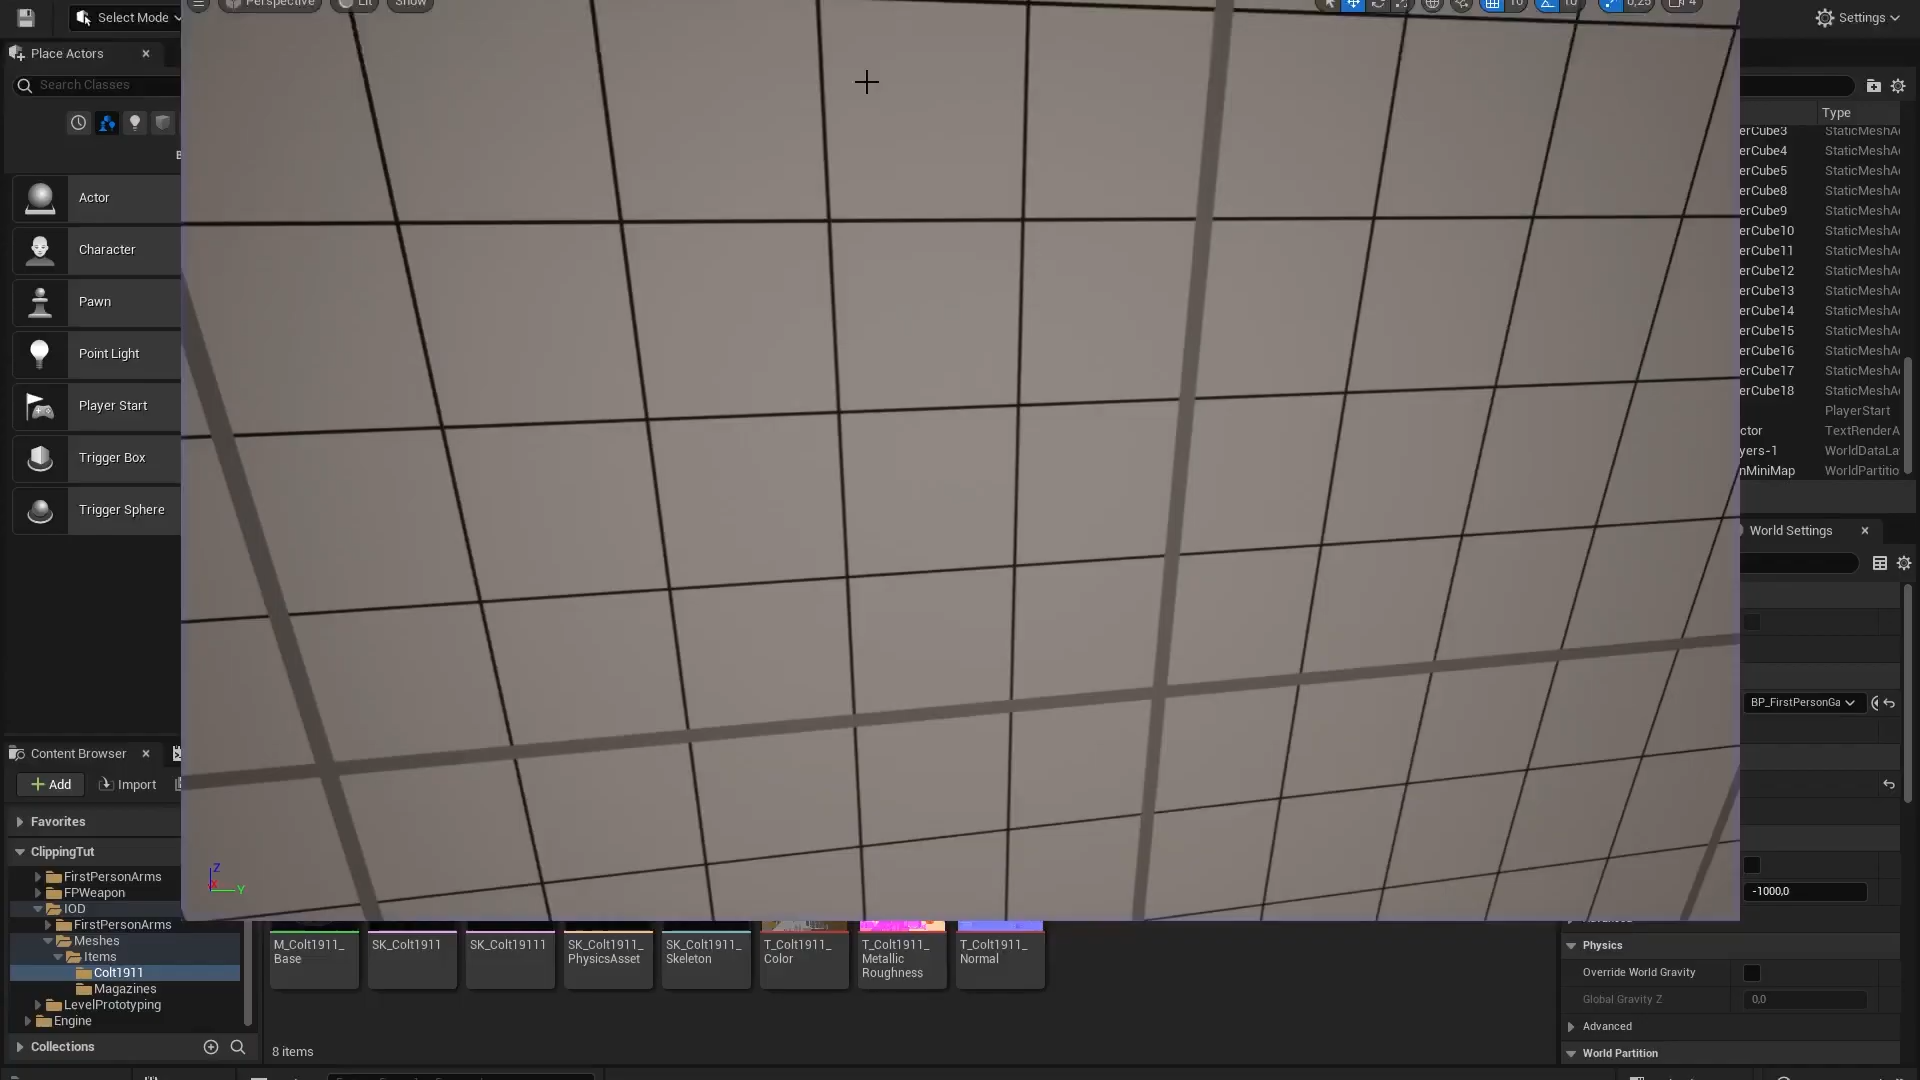 Select Mode
Perspective
Lit
Show
10
10
0,25
4
Settings
Place Actors
Search Classes
Type
erCube3 StaticMeshA
erCube4 StaticMeshA
erCube5 StaticMeshA
erCube8 StaticMeshA
erCube9 StaticMeshA
erCube10 StaticMeshA
erCube11 StaticMeshA
erCube12 StaticMeshA
erCube13 StaticMeshA
erCube14 StaticMeshA
erCube15 StaticMeshA
erCube16 StaticMeshA
erCube17 StaticMeshA
erCube18 StaticMeshA
PlayerStart
ctor TextRenderA
yers-1 WorldDataLa
nMiniMap WorldPartitio
Actor
Character
Pawn
Point Light
Player Start
Trigger Box
Trigger Sphere
World Settings
BP_FirstPersonGa
-1000,0
Z
Y
Content Browser
Add
Import
Favorites
ClippingTut
FirstPersonArms
FPWeapon
IOD
FirstPersonArms
Meshes
Items
Colt1911
Magazines
LevelPrototyping
Engine
Collections
M_Colt1911_
Base
SK_Colt1911
SK_Colt19111
SK_Colt1911_
PhysicsAsset
SK_Colt1911_
Skeleton
T_Colt1911_
Color
T_Colt1911_
Metallic
Roughness
T_Colt1911_
Normal
8 items
Physics
Override World Gravity
Global Gravity Z
0,0
Advanced
World Partition